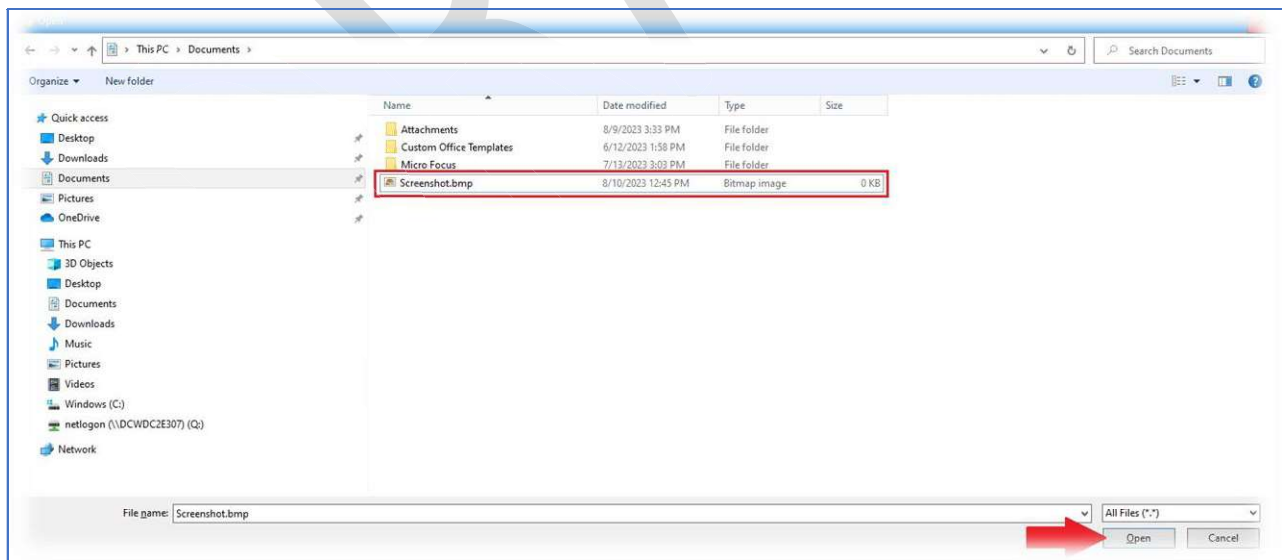 Open
This PC > Documents >
Search Documents
Organize
New folder
Name
Date modified
Type
Size
Quick access
Desktop
Downloads
Documents
Pictures
OneDrive
This PC
3D Objects
Desktop
Documents
Downloads
Music
Pictures
Videos
Windows (C:)
netlogon (\\DCWDC2E307) (Q:)
Network
Attachments 8/9/2023 3:33 PM File folder
Custom Office Templates 6/12/2023 1:58 PM File folder
Micro Focus 7/13/2023 3:03 PM File folder
Screenshot.bmp 8/10/2023 12:45 PM Bitmap image 0 KB
File name: Screenshot.bmp
All Files (*.*)
Open
Cancel